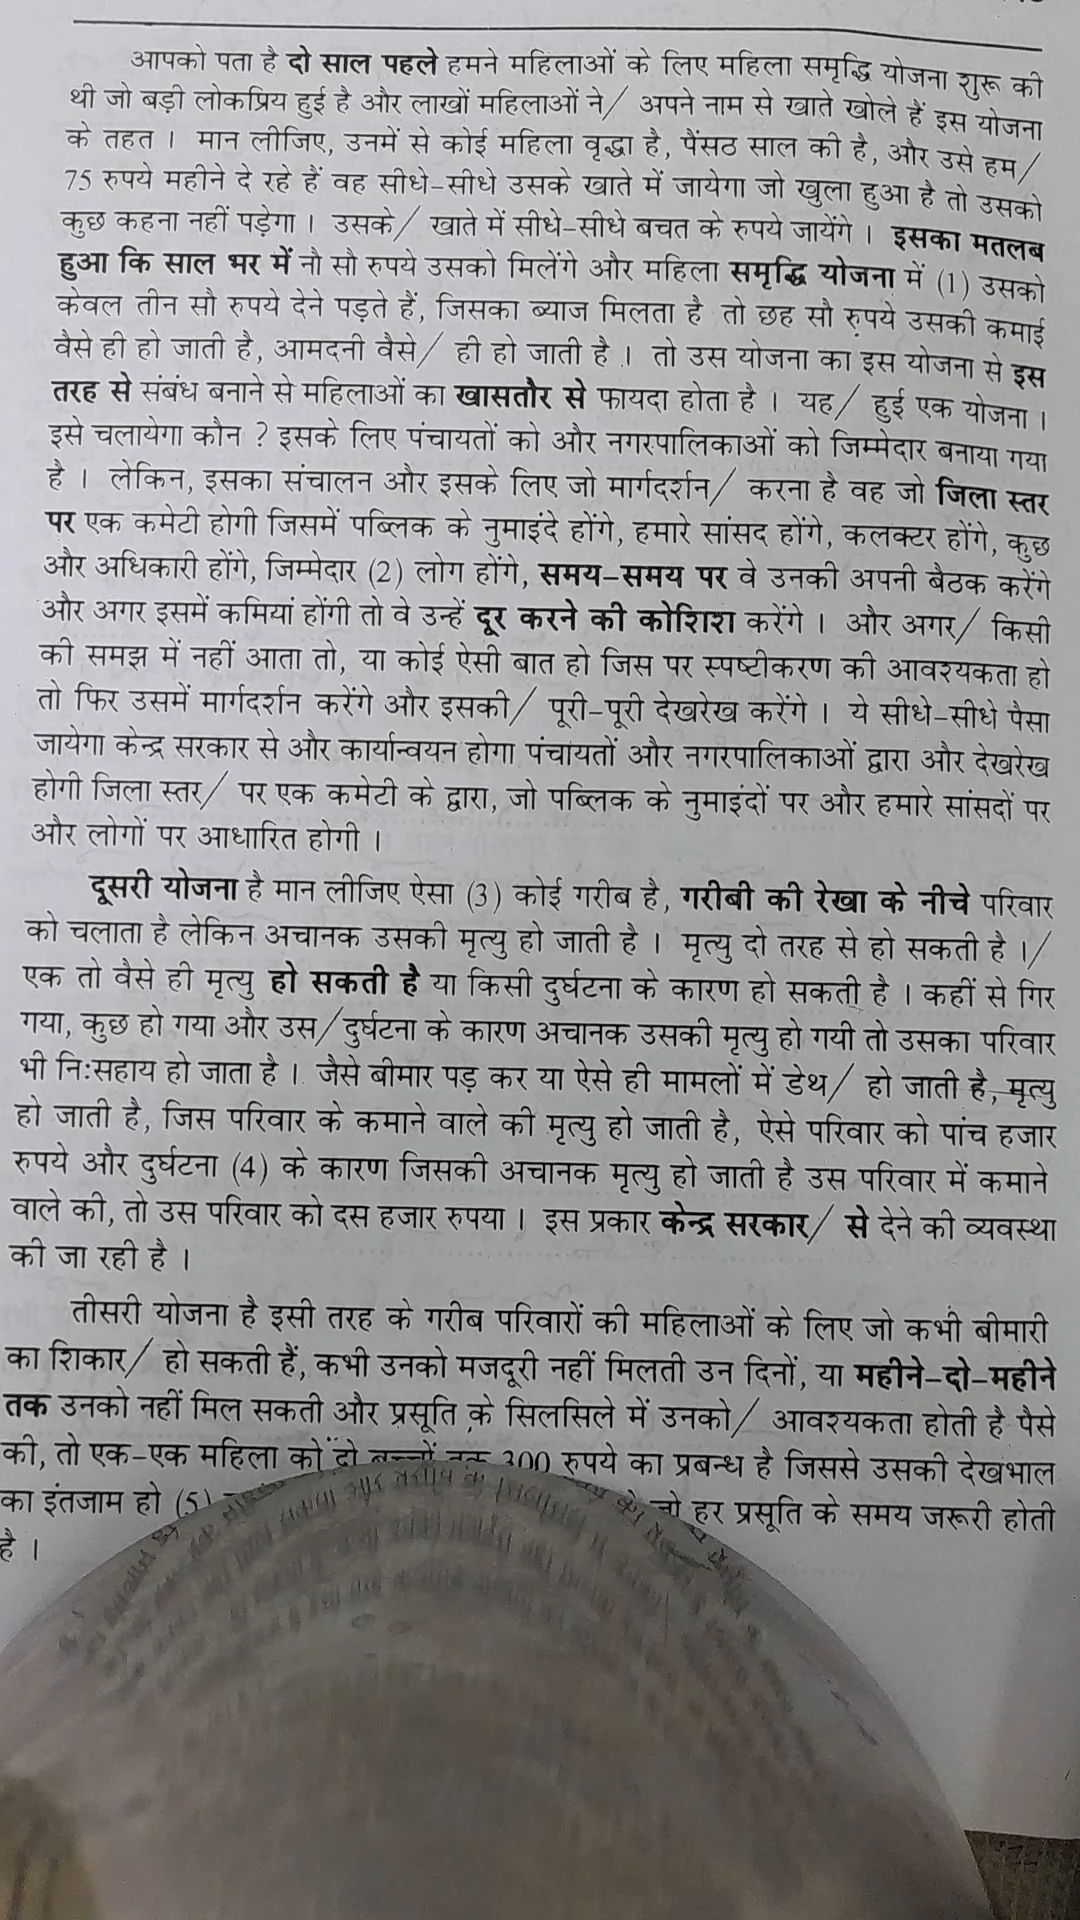 आपको पता है दो साल पहले हमने महिलाओं के लिए महिला समृद्धि योजना शुरू की
थी जो बड़ी लोकप्रिय हुई है और लाखों महिलाओं ने/ अपने नाम से खाते खोले हैं इस योजना
के तहत । मान लीजिए, उनमें से कोई महिला वृद्धा है, पैंसठ साल की है, और उसे हम/
75 रुपये महीने दे रहे हैं वह सीधे-सीधे उसके खाते में जायेगा जो खुला हुआ है तो उसको
कुछ कहना नहीं पड़ेगा । उसके/ खाते में सीधे-सीधे बचत के रुपये जायेंगे । इसका मतलब
हुआ कि साल भर में नौ सौ रुपये उसको मिलेंगे और महिला समृद्धि योजना में (1) उसको
केवल तीन सौ रुपये देने पड़ते हैं, जिसका ब्याज मिलता है तो छह सौ रुपये उसकी कमाई
वैसे ही हो जाती है, आमदनी वैसे/ ही हो जाती है । तो उस योजना का इस योजना से इस
तरह से संबंध बनाने से महिलाओं का खासतौर से फायदा होता है । यह/ हुई एक योजना ।
इसे चलायेगा कौन ? इसके लिए पंचायतों को और नगरपालिकाओं को जिम्मेदार बनाया गया
है । लेकिन, इसका संचालन और इसके लिए जो मार्गदर्शन/ करना है वह जो जिला स्तर
पर एक कमेटी होगी जिसमें पब्लिक के नुमाइंदे होंगे, हमारे सांसद होंगे, कलक्टर होंगे, कुछ
और अधिकारी होंगे, जिम्मेदार (2) लोग होंगे, समय-समय पर वे उनकी अपनी बैठक करेंगे
और अगर इसमें कमियां होंगी तो वे उन्हें दूर करने की कोशिश करेंगे । और अगर/ किसी
की समझ में नहीं आता तो, या कोई ऐसी बात हो जिस पर स्पष्टीकरण की आवश्यकता हो
तो फिर उसमें मार्गदर्शन करेंगे और इसकी/ पूरी-पूरी देखरेख करेंगे । ये सीधे-सीधे पैसा
जायेगा केन्द्र सरकार से और कार्यान्वयन होगा पंचायतों और नगरपालिकाओं द्वारा और देखरेख
होगी जिला स्तर/ पर एक कमेटी के द्वारा, जो पब्लिक के नुमाइंदों पर और हमारे सांसदों पर
और लोगों पर आधारित होगी ।
दूसरी योजना है मान लीजिए ऐसा (3) कोई गरीब है, गरीबी की रेखा के नीचे परिवार
को चलाता है लेकिन अचानक उसकी मृत्यु हो जाती है । मृत्यु दो तरह से हो सकती है ।/
एक तो वैसे ही मृत्यु हो सकती है या किसी दुर्घटना के कारण हो सकती है । कहीं से गिर
गया, कुछ हो गया और उस/ दुर्घटना के कारण अचानक उसकी मृत्यु हो गयी तो उसका परिवार
भी निःसहाय हो जाता है । जैसे बीमार पड़ कर या ऐसे ही मामलों में डेथ/ हो जाती है, मृत्यु
हो जाती है, जिस परिवार के कमाने वाले की मृत्यु हो जाती है, ऐसे परिवार को पांच हजार
रुपये और दुर्घटना (4) के कारण जिसकी अचानक मृत्यु हो जाती है उस परिवार में कमाने
वाले की, तो उस परिवार को दस हजार रुपया । इस प्रकार केन्द्र सरकार/ से देने की व्यवस्था
की जा रही है ।
तीसरी योजना है इसी तरह के गरीब परिवारों की महिलाओं के लिए जो कभी बीमारी
का शिकार/ हो सकती हैं, कभी उनको मजदूरी नहीं मिलती उन दिनों, या महीने-दो-महीने
तक उनको नहीं मिल सकती और प्रसूति के सिलसिले में उनको/ आवश्यकता होती है पैसे
की, तो एक-एक महिला को दो बच्चों तक 300 रुपये का प्रबन्ध है जिससे उसकी देखभाल
का इंतजाम हो (5) जो हर प्रसूति के समय जरूरी होती
है ।